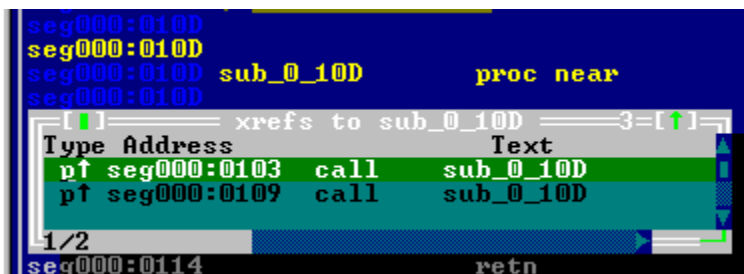 seg000:010D
seg000:010D
seg000:010D sub_0_10D proc near
seg000:010D
[▮] xrefs to sub_0_10D 3=[↑]
Type Address Text
p↑ seg000:0103 call sub_0_10D
p↑ seg000:0109 call sub_0_10D
1/2
seg000:0114 retn